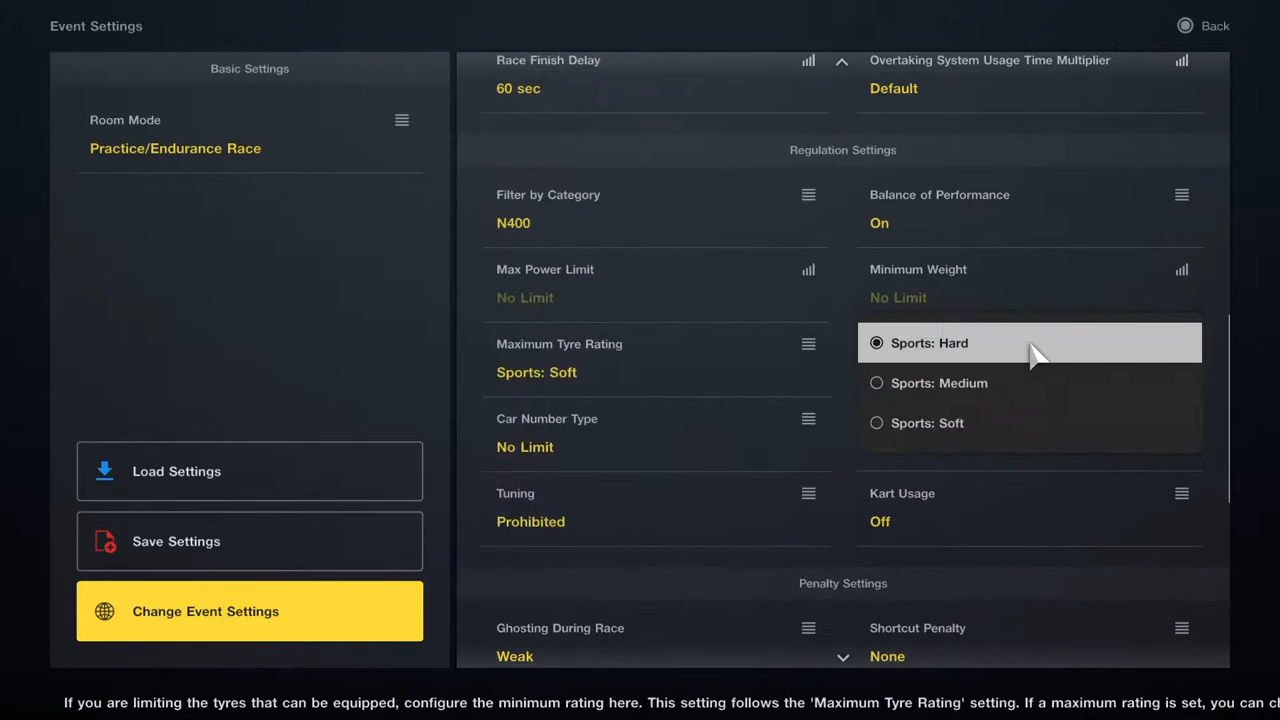 Event Settings
Back
Basic Settings
Room Mode
Practice/Endurance Race
Load Settings
Save Settings
Change Event Settings
Race Finish Delay
60 sec
Overtaking System Usage Time Multiplier
Default
Regulation Settings
Filter by Category
N400
Balance of Performance
On
Max Power Limit
No Limit
Minimum Weight
No Limit
Maximum Tyre Rating
Sports: Soft
Sports: Hard
Sports: Medium
Sports: Soft
Car Number Type
No Limit
Tuning
Prohibited
Kart Usage
Off
Penalty Settings
Ghosting During Race
Weak
Shortcut Penalty
None
If you are limiting the tyres that can be equipped, configure the minimum rating here. This setting follows the 'Maximum Tyre Rating' setting. If a maximum rating is set, you can